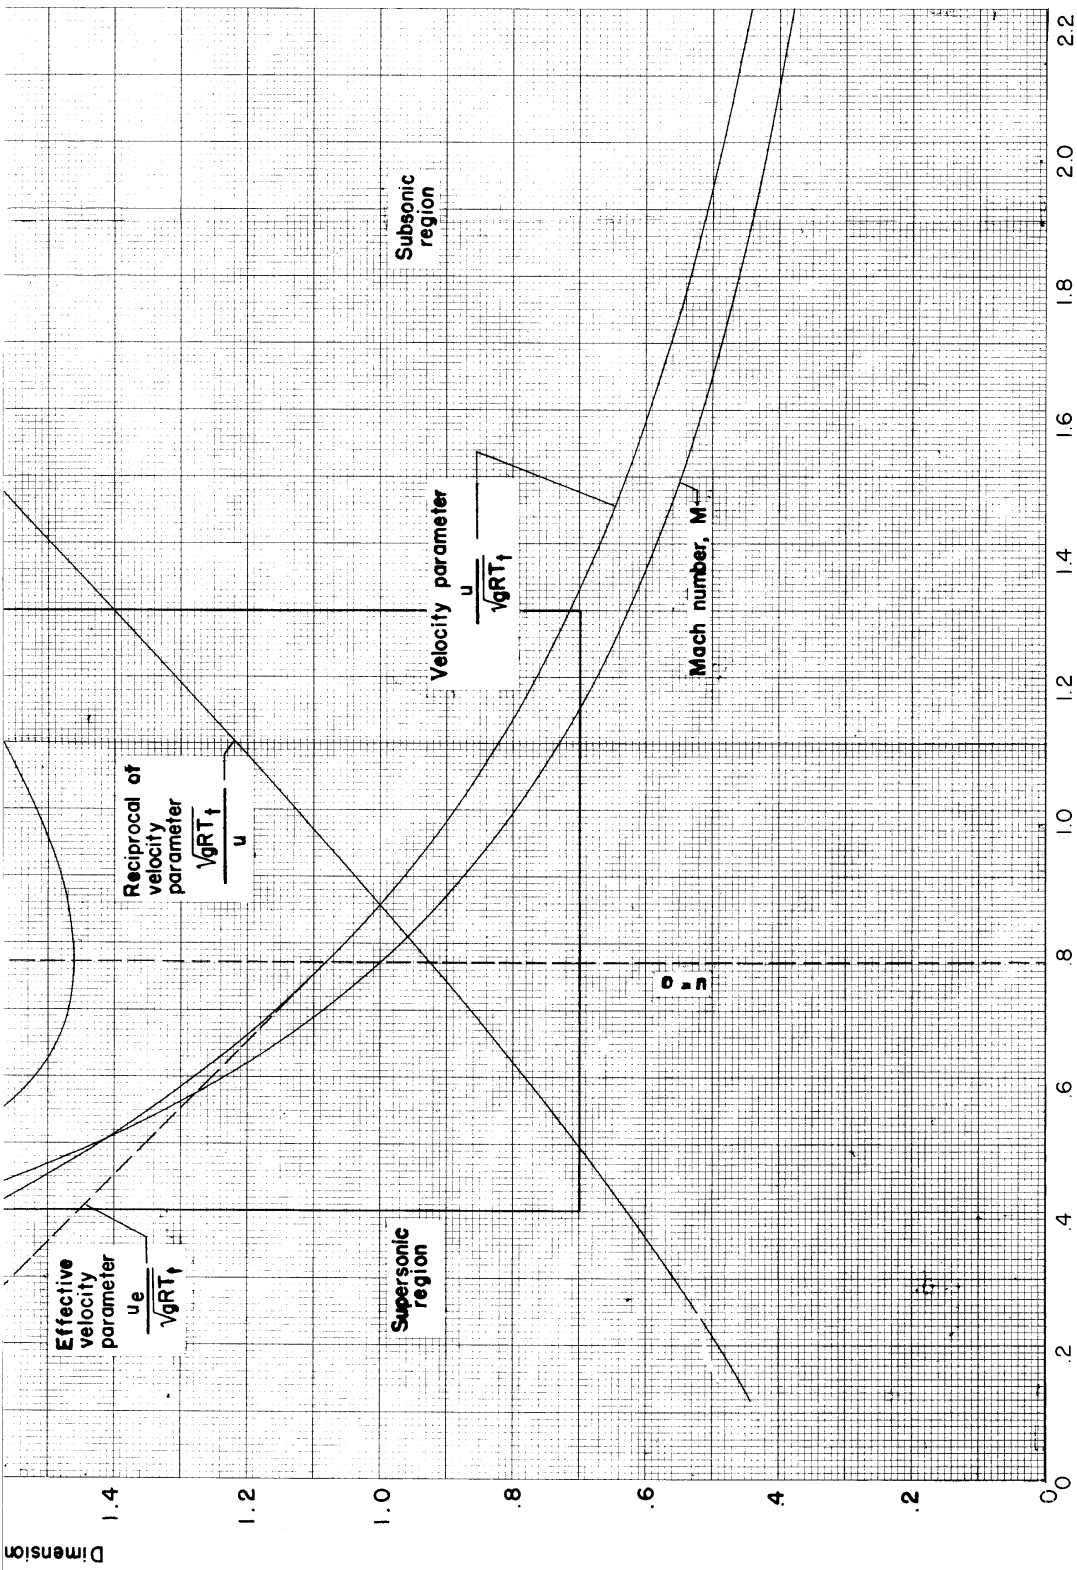 Dimension
1.4
1.2
1.0
.8
.6
.4
.2
0
0
.2
.4
.6
.8
1.0
1.2
1.4
1.6
1.8
2.0
2.2
Effective
velocity
parameter
uₑ
√gRTₜ
Reciprocal of
velocity
parameter
√gRTₜ
u
Velocity parameter
u
√gRTₜ
Subsonic
region
Supersonic
region
Mach number, M